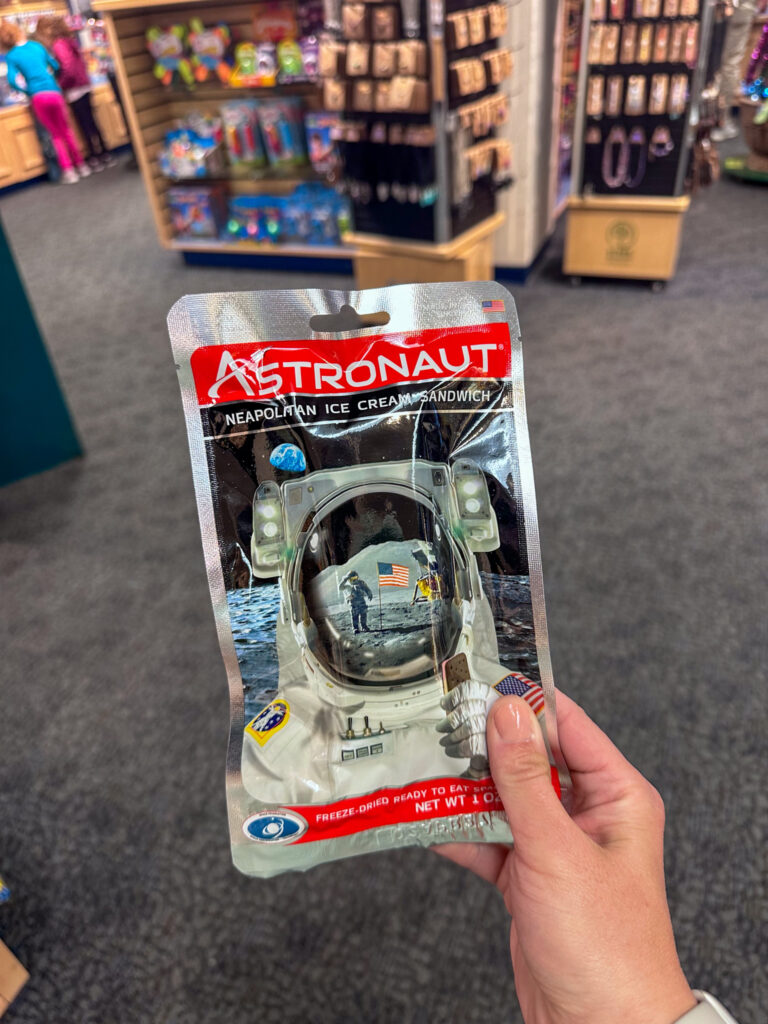 ASTRONAUT®
NEAPOLITAN ICE CREAM SANDWICH
FREEZE-DRIED READY TO EAT
NET WT 1 OZ